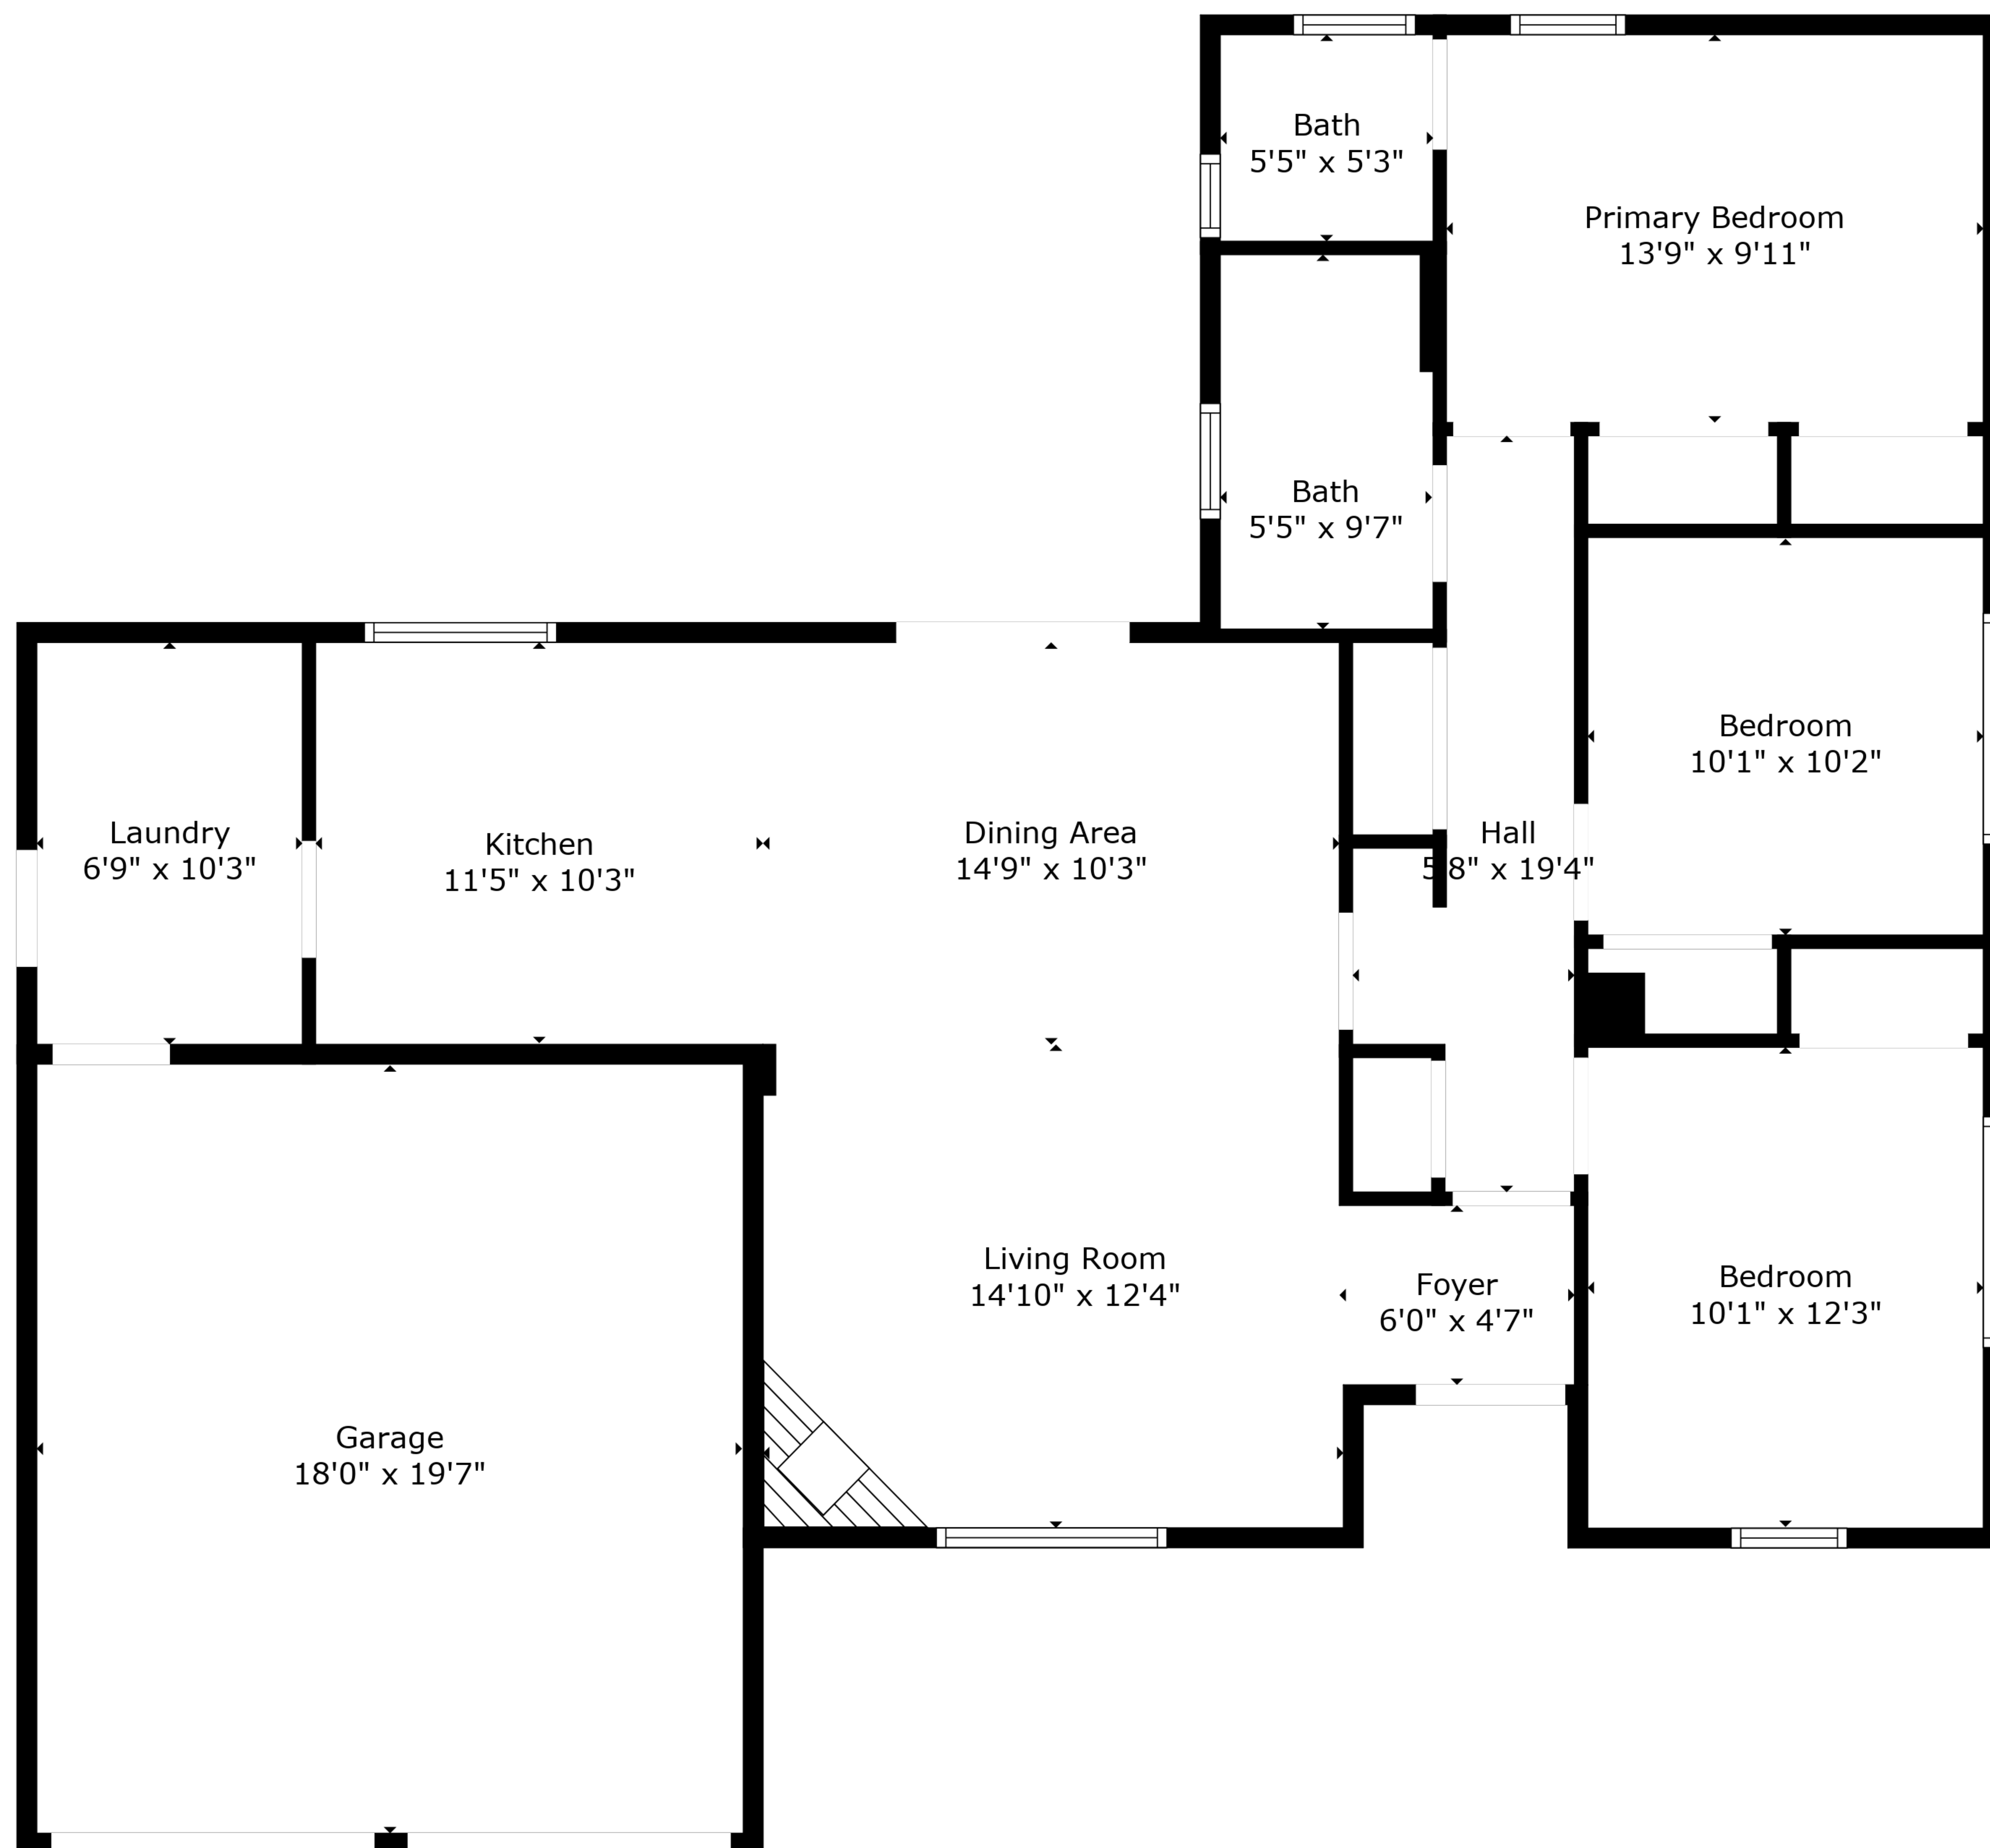 Bath
5'5" x 5'3"
Primary Bedroom
13'9" x 9'11"
Bath
5'5" x 9'7"
Bedroom
10'1" x 10'2"
Laundry
6'9" x 10'3"
Kitchen
11'5" x 10'3"
Dining Area
14'9" x 10'3"
Hall
5'8" x 19'4"
Living Room
14'10" x 12'4"
Foyer
6'0" x 4'7"
Bedroom
10'1" x 12'3"
Garage
18'0" x 19'7"